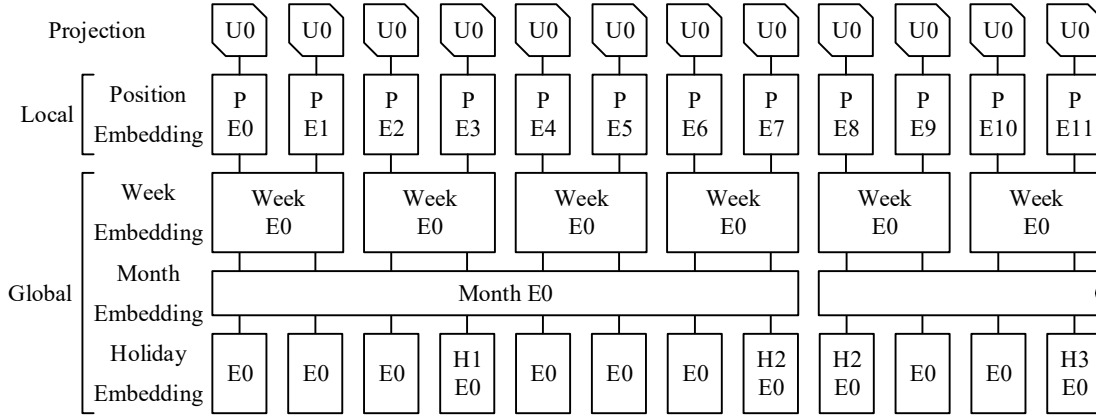 Projection U0 U0 U0 U0 U0 U0 U0 U0 U0 U0 U0 U0
Local
Position P P P P P P P P P P P P
Embedding E0 E1 E2 E3 E4 E5 E6 E7 E8 E9 E10 E11
Global
Week Week Week Week Week Week Week
Embedding E0 E0 E0 E0 E0 E0
Month
Embedding
Month E0
Holiday H1 H2 H2 H3
Embedding E0 E0 E0 E0 E0 E0 E0 E0 E0 E0 E0 E0